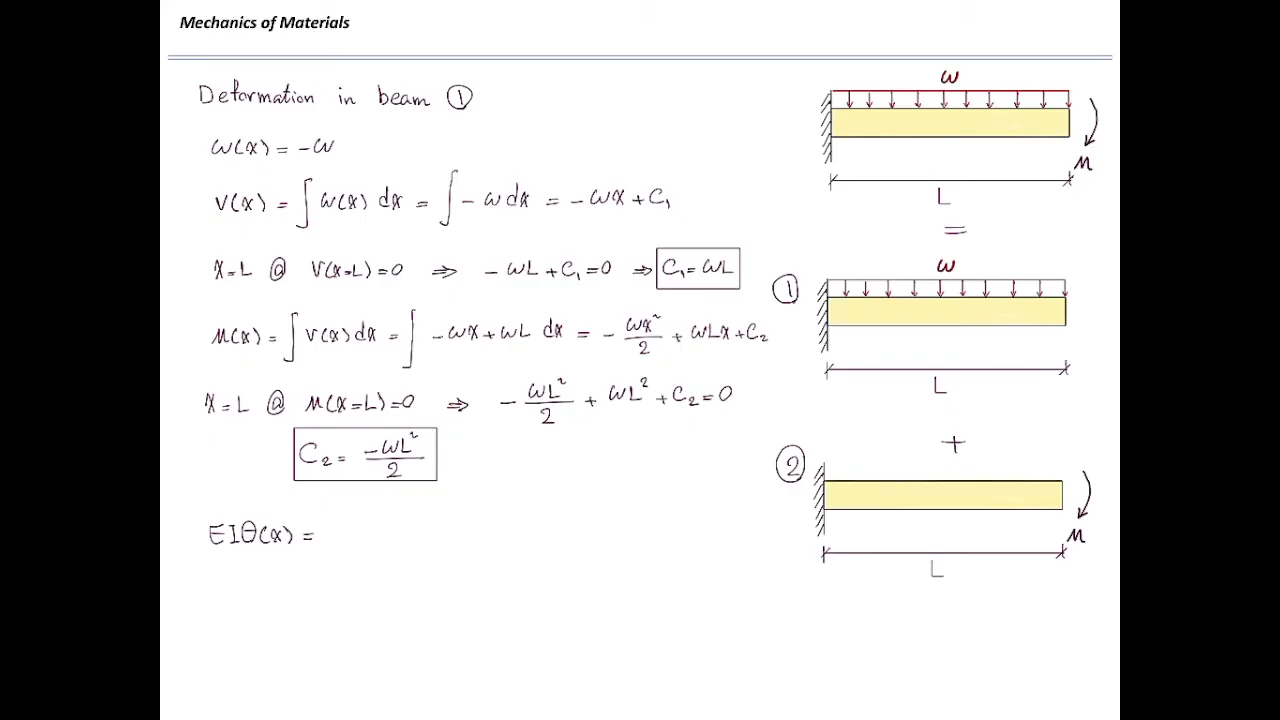 Mechanics of Materials
Deformation in beam ①
ω(x) = -ω
V(x) = ∫ ω(x) dx = ∫ - ω dx = - ωx + C₁
x=L @ V(x=L)=0 ⇒ - ωL + C₁ = 0 ⇒ C₁ = ωL
M(x) = ∫ V(x) dx = ∫ -ωx + ωL dx = - ωx²/2 + ωLx + C₂
x=L @ M(x=L)=0 ⇒ - ωL²/2 + ωL² + C₂ = 0
C₂ = -ωL²/2
EIθ(x) =
ω
M
L
=
①
ω
L
+
②
M
L